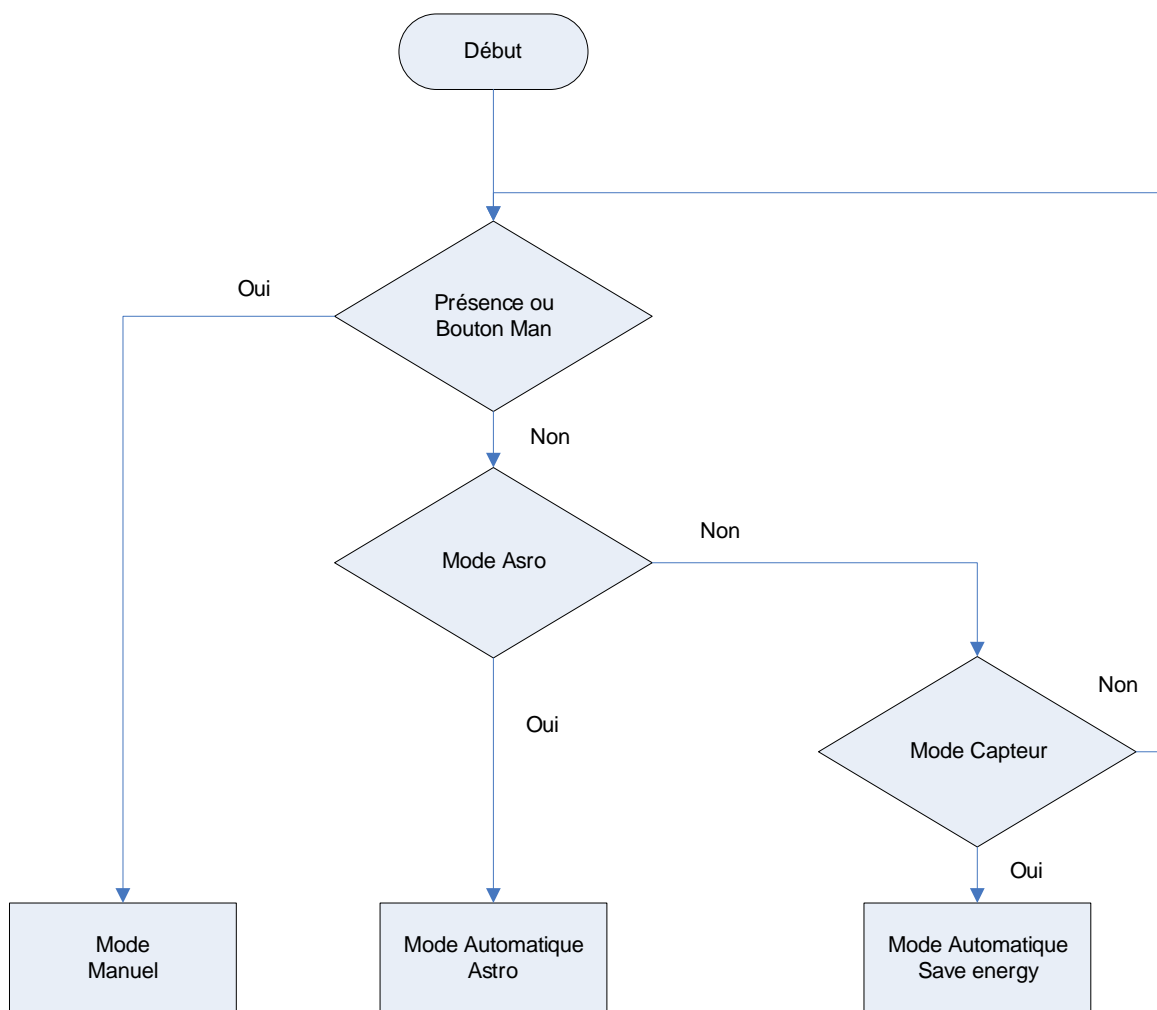 Début
Oui
Présence ou
Bouton Man
Non
Mode Asro
Non
Oui
Mode Capteur
Non
Oui
Mode
Manuel
Mode Automatique
Astro
Mode Automatique
Save energy